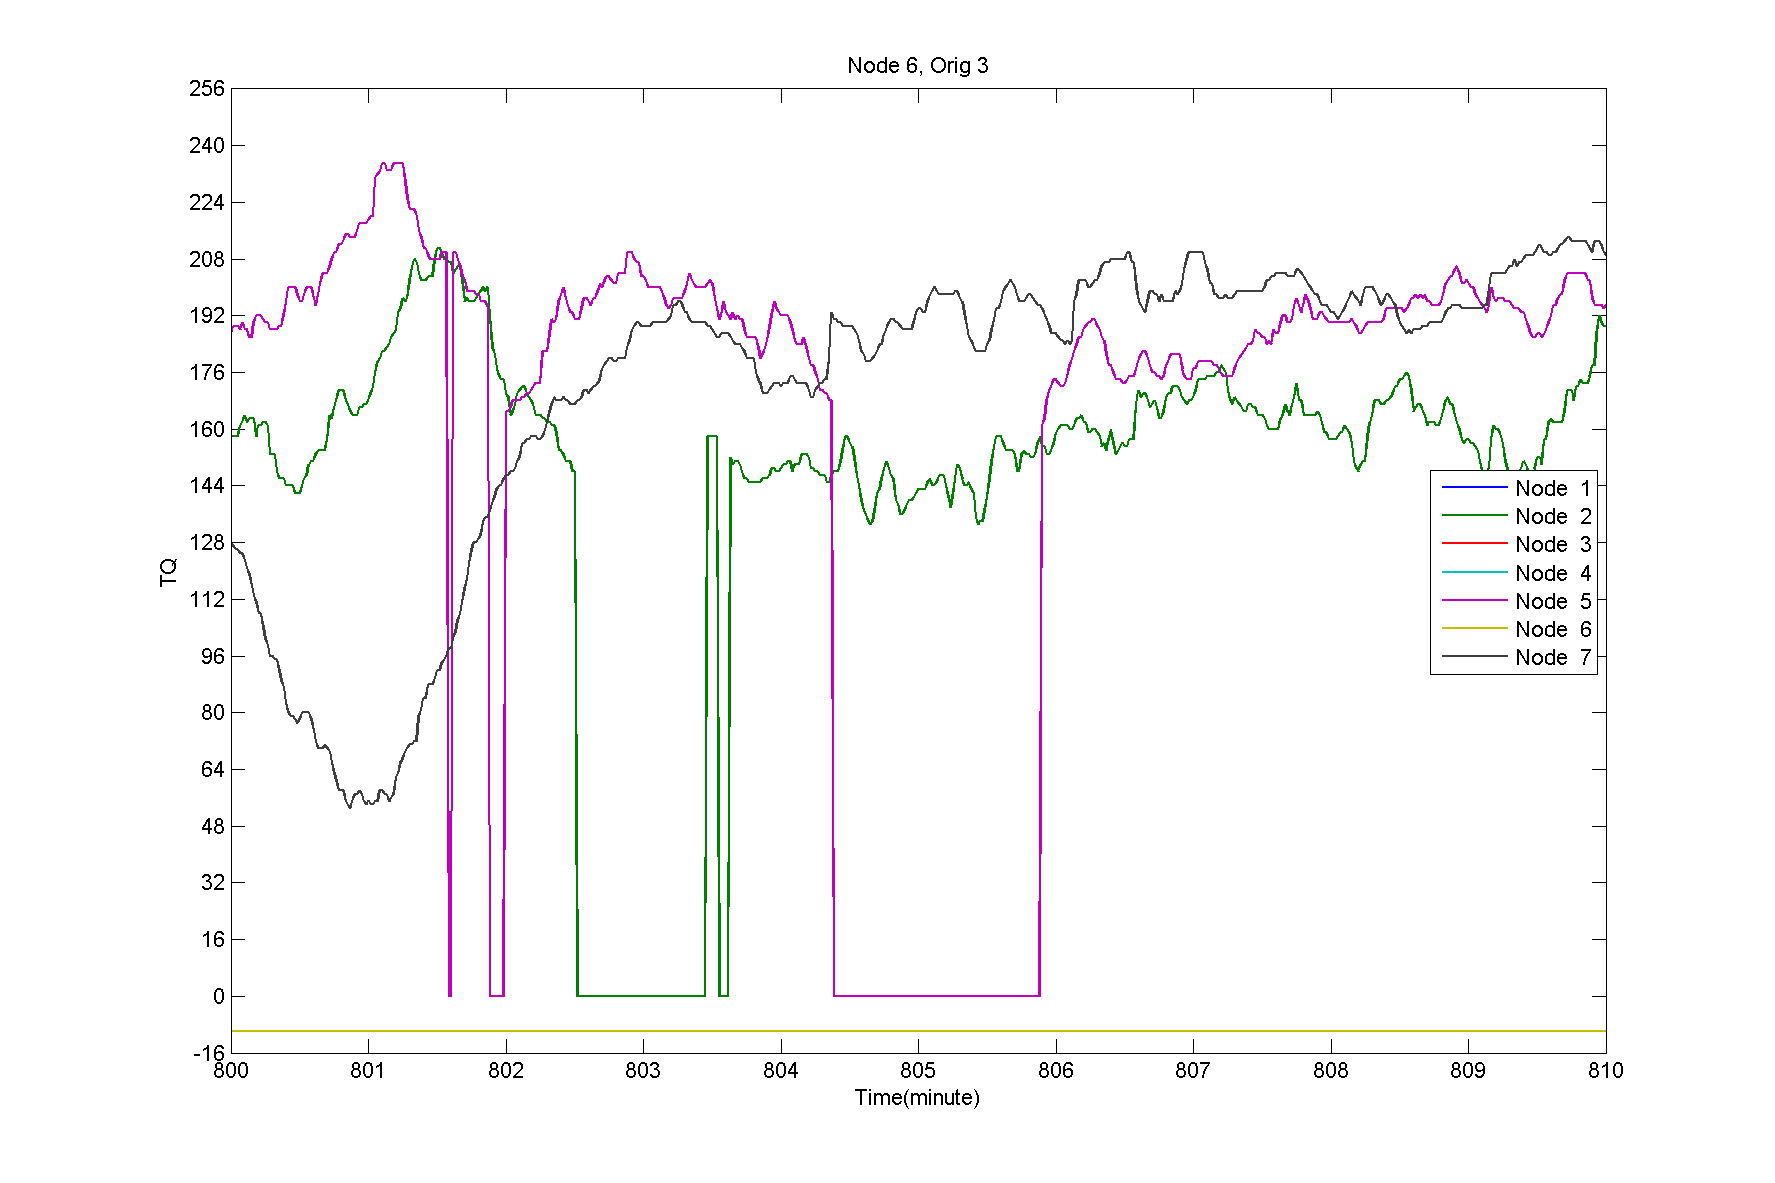 Node 6, Orig 3
256
240
224
208
192
176
160
144
128
112
96
80
64
48
32
16
0
-16
TQ
Node 1
Node 2
Node 3
Node 4
Node 5
Node 6
Node 7
800 801 802 803 804 805 806 807 808 809 810
Time(minute)